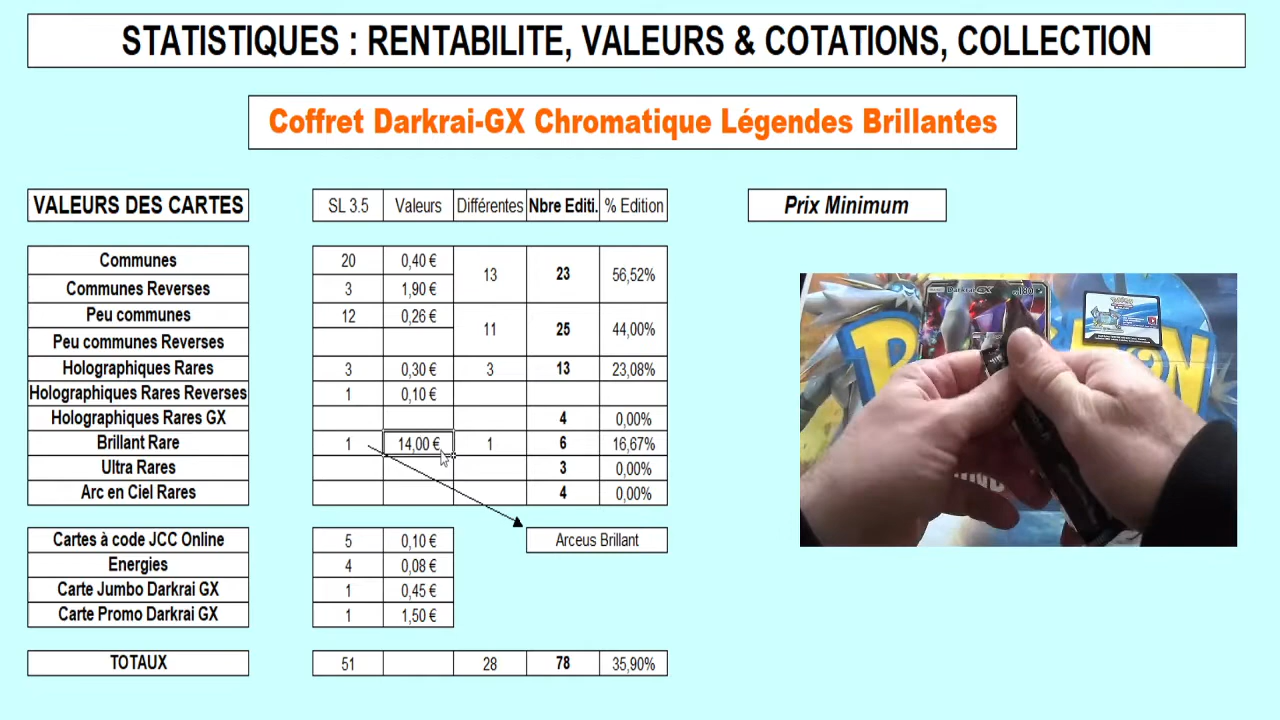 STATISTIQUES : RENTABILITE, VALEURS & COTATIONS, COLLECTION
Coffret Darkrai-GX Chromatique Légendes Brillantes
VALEURS DES CARTES SL 3.5 Valeurs Différentes Nbre Editi. % Edition Prix Minimum
Communes 20 0,40 € 13 23 56,52%
Communes Reverses 3 1,90 €
Peu communes 12 0,26 € 11 25 44,00%
Peu communes Reverses
Holographiques Rares 3 0,30 € 3 13 23,08%
Holographiques Rares Reverses 1 0,10 €
Holographiques Rares GX 4 0,00%
Brillant Rare 1 14,00 € 1 6 16,67%
Ultra Rares 3 0,00%
Arc en Ciel Rares 4 0,00%
Cartes à code JCC Online 5 0,10 € Arceus Brillant
Energies 4 0,08 €
Carte Jumbo Darkrai GX 1 0,45 €
Carte Promo Darkrai GX 1 1,50 €
TOTAUX 51 28 78 35,90%
Darkrai-GX